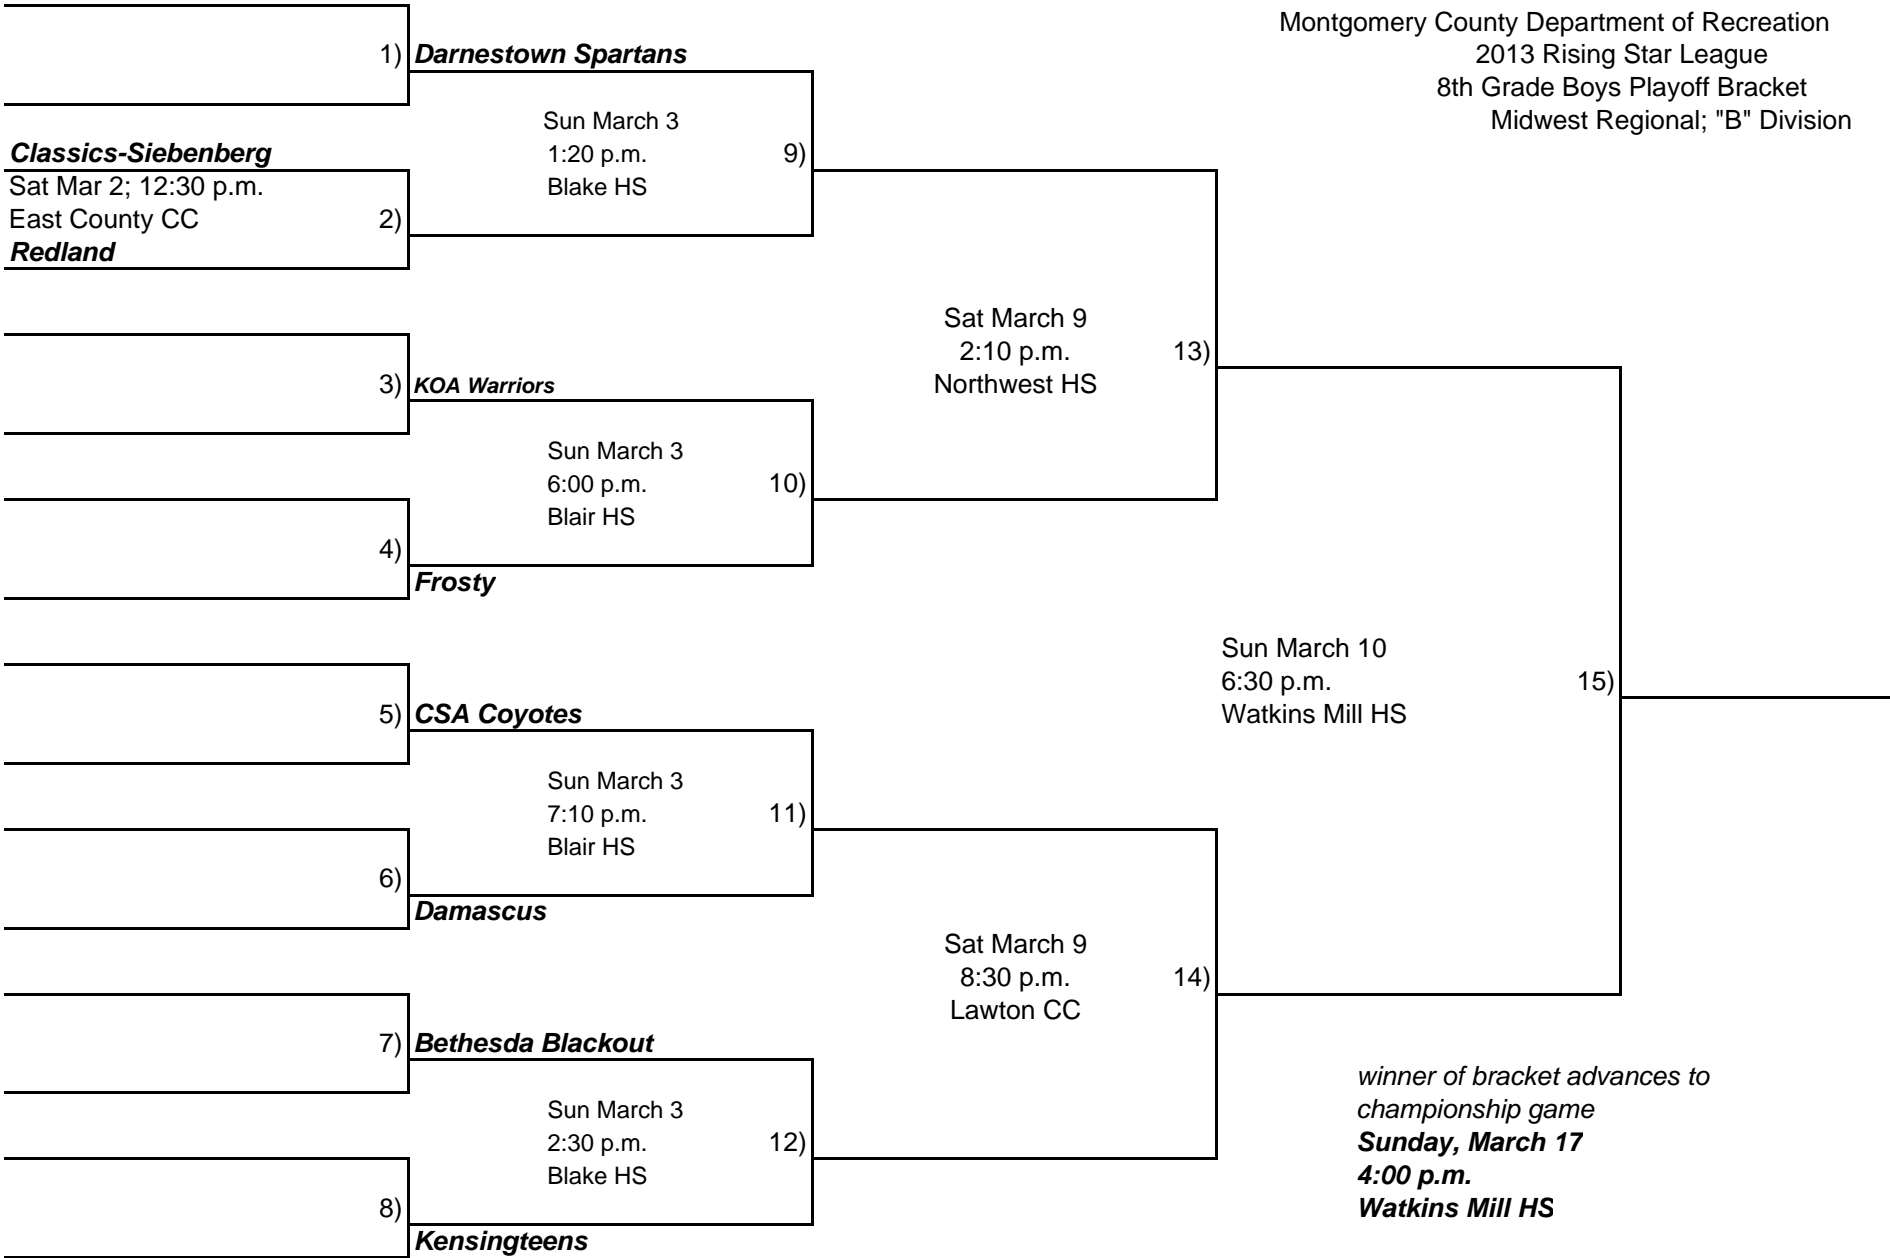 Montgomery County Department of Recreation
2013 Rising Star League
8th Grade Boys Playoff Bracket
Midwest Regional; "B" Division
1) Darnestown Spartans
Sun March 3
1:20 p.m. 9)
Blake HS
Classics-Siebenberg
Sat Mar 2; 12:30 p.m.
East County CC 2)
Redland
Sat March 9
2:10 p.m. 13)
Northwest HS
3) KOA Warriors
Sun March 3
6:00 p.m. 10)
Blair HS
4)
Frosty
Sun March 10
6:30 p.m. 15)
Watkins Mill HS
5) CSA Coyotes
Sun March 3
7:10 p.m. 11)
Blair HS
6)
Damascus
Sat March 9
8:30 p.m. 14)
Lawton CC
7) Bethesda Blackout
Sun March 3
2:30 p.m. 12)
Blake HS
8)
Kensingteens
winner of bracket advances to
championship game
Sunday, March 17
4:00 p.m.
Watkins Mill HS